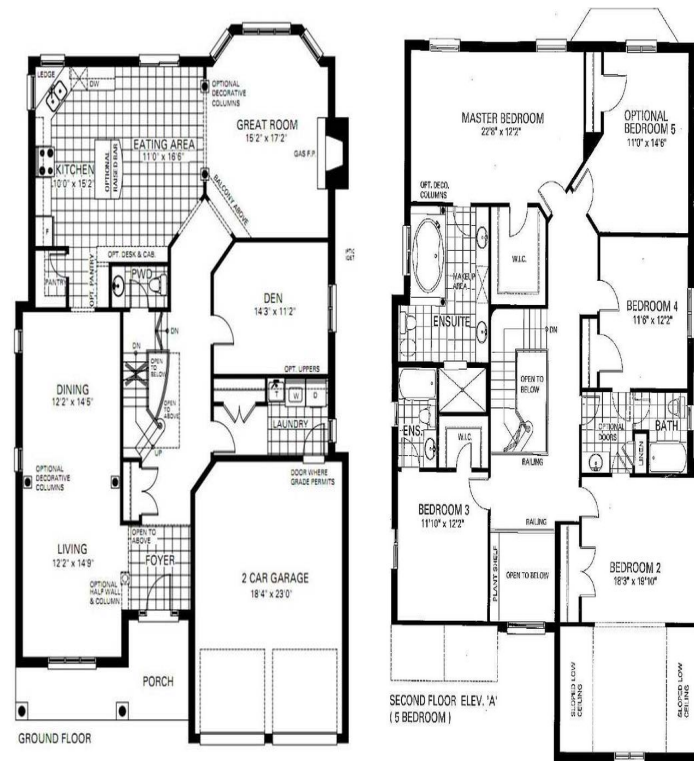 LEDGE
DW
OPTIONAL
DECORATIVE
COLUMNS
GREAT ROOM
15'2" x 17'2"
GAS F.P.
EATING AREA
11'0" x 16'6"
KITCHEN
10'0" x 15'2"
OPTIONAL
RAISED BAR
BALCONY ABOVE
F
OPT. DESK & CAB.
PANTRY
OPT. PANTRY
PWD
DEN
14'3" x 11'2"
OPT. UPPERS
DN
DN
OPEN
TO
BELOW
OPEN
TO
ABOVE
UP
DINING
12'2" x 14'5"
W
D
LAUNDRY
DOOR WHERE
GRADE PERMITS
OPTIONAL
DECORATIVE
COLUMNS
LIVING
12'2" x 14'9"
OPEN TO
ABOVE
FOYER
OPTIONAL
HALF WALL
& COLUMN
2 CAR GARAGE
18'4" x 23'0"
PORCH
GROUND FLOOR
MASTER BEDROOM
22'6" x 12'2"
OPTIONAL
BEDROOM 5
11'0" x 14'6"
OPT. DECO.
COLUMNS
W.I.C.
MAKEUP
AREA
ENSUITE
BEDROOM 4
11'6" x 12'2"
DN
OPEN TO
BELOW
RAILING
ENS.
W.I.C.
OPTIONAL
DOORS
BATH
LINEN
BEDROOM 3
11'10" x 12'2"
RAILING
PLANT SHELF
OPEN TO BELOW
BEDROOM 2
SLOPED LOW
CEILING
SLOPED LOW
CEILING
SECOND FLOOR ELEV. 'A'
( 5 BEDROOM )